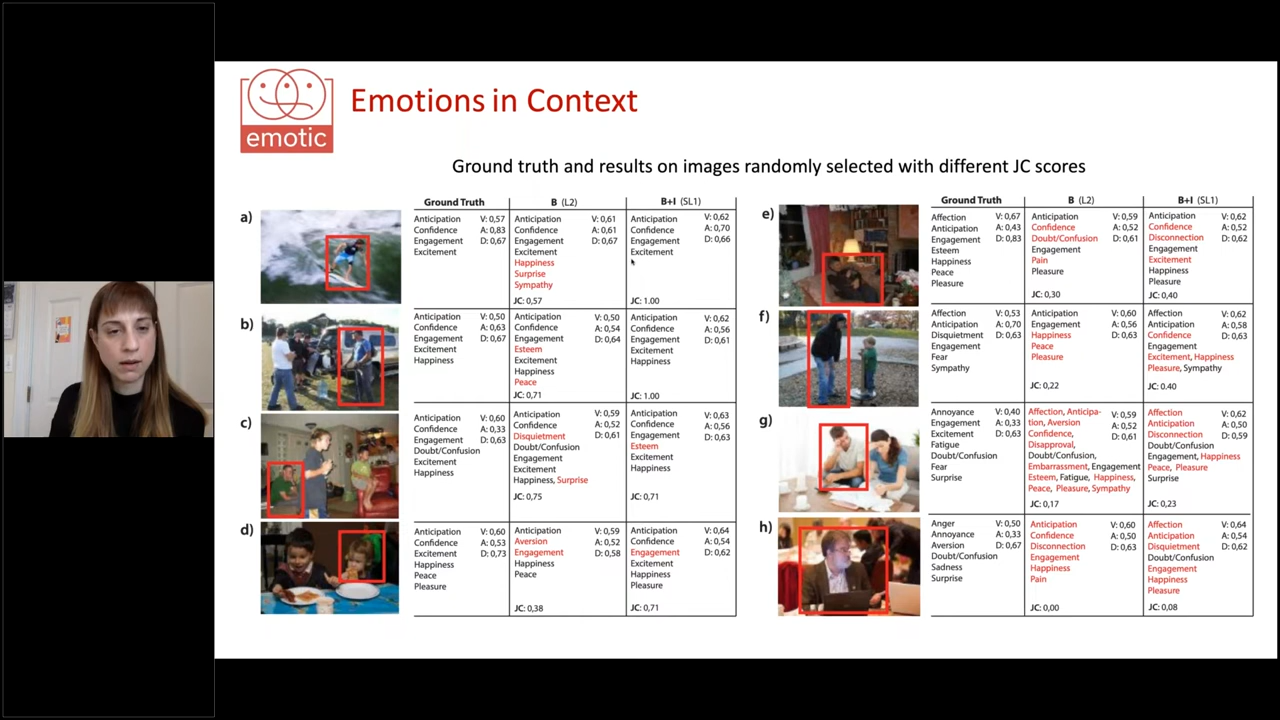 emotic
Emotions in Context
Ground truth and results on images randomly selected with different JC scores
Ground Truth B (L2) B+I (SL1)
a)
Anticipation V: 0,57
Confidence A: 0,83
Engagement D: 0,67
Excitement
Anticipation V: 0,61
Confidence A: 0,61
Engagement D: 0,67
Excitement
Happiness
Surprise
Sympathy
JC: 0,57
Anticipation V: 0,62
Confidence A: 0,70
Engagement D: 0,66
Excitement
JC: 1.00
b)
Anticipation V: 0,50
Confidence A: 0,63
Engagement D: 0,67
Excitement
Happiness
Anticipation V: 0,50
Confidence A: 0,54
Engagement D: 0,64
Esteem
Excitement
Happiness
Peace
JC: 0,71
Anticipation V: 0,62
Confidence A: 0,56
Engagement D: 0,61
Excitement
Happiness
JC: 1.00
c)
Anticipation V: 0,60
Confidence A: 0,33
Engagement D: 0,63
Doubt/Confusion
Excitement
Happiness
Anticipation V: 0,59
Confidence A: 0,52
Disquietment D: 0,61
Doubt/Confusion
Engagement
Excitement
Happiness, Surprise
JC: 0,75
Anticipation V: 0,63
Confidence A: 0,56
Engagement D: 0,63
Esteem
Excitement
Happiness
JC: 0,71
d)
Anticipation V: 0,60
Confidence A: 0,53
Excitement D: 0,73
Happiness
Peace
Pleasure
Anticipation V: 0,59
Aversion A: 0,52
Engagement D: 0,58
Happiness
Peace
JC: 0,38
Anticipation V: 0,64
Confidence A: 0,54
Engagement D: 0,62
Excitement
Happiness
Pleasure
JC: 0,71
Ground Truth B (L2) B+I (SL1)
e)
Affection V: 0,67
Anticipation A: 0,43
Engagement D: 0,83
Esteem
Happiness
Peace
Pleasure
Anticipation V: 0,59
Confidence A: 0,52
Doubt/Confusion D: 0,61
Engagement
Pain
Pleasure
JC: 0,30
Anticipation V: 0,62
Confidence A: 0,52
Disconnection D: 0,62
Engagement
Excitement
Happiness
Pleasure
JC: 0,40
f)
Affection V: 0,53
Anticipation A: 0,70
Disquietment D: 0,63
Engagement
Fear
Sympathy
Anticipation V: 0,60
Engagement A: 0,56
Happiness D: 0,63
Peace
Pleasure
JC: 0,22
Affection V: 0,62
Anticipation A: 0,58
Confidence D: 0,63
Engagement
Excitement, Happiness
Pleasure, Sympathy
JC: 0.40
g)
Annoyance V: 0,40
Engagement A: 0,33
Excitement D: 0,63
Fatigue
Doubt/Confusion
Fear
Surprise
Affection, Anticipa- V: 0,59
tion, Aversion A: 0,52
Confidence, D: 0,61
Disapproval,
Doubt/Confusion,
Embarrassment, Engagement
Esteem, Fatigue, Happiness,
Peace, Pleasure, Sympathy
JC: 0,17
Affection V: 0,62
Anticipation A: 0,50
Disconnection D: 0,59
Doubt/Confusion
Engagement, Happiness
Peace, Pleasure
Surprise
JC: 0,23
h)
Anger V: 0,50
Annoyance A: 0,33
Aversion D: 0,67
Doubt/Confusion
Sadness
Surprise
Anticipation V: 0,60
Confidence A: 0,50
Disconnection D: 0,63
Engagement
Happiness
Pain
JC: 0,00
Affection V: 0,64
Anticipation A: 0,54
Disquietment D: 0,62
Doubt/Confusion
Engagement
Happiness
Pleasure
JC: 0,08